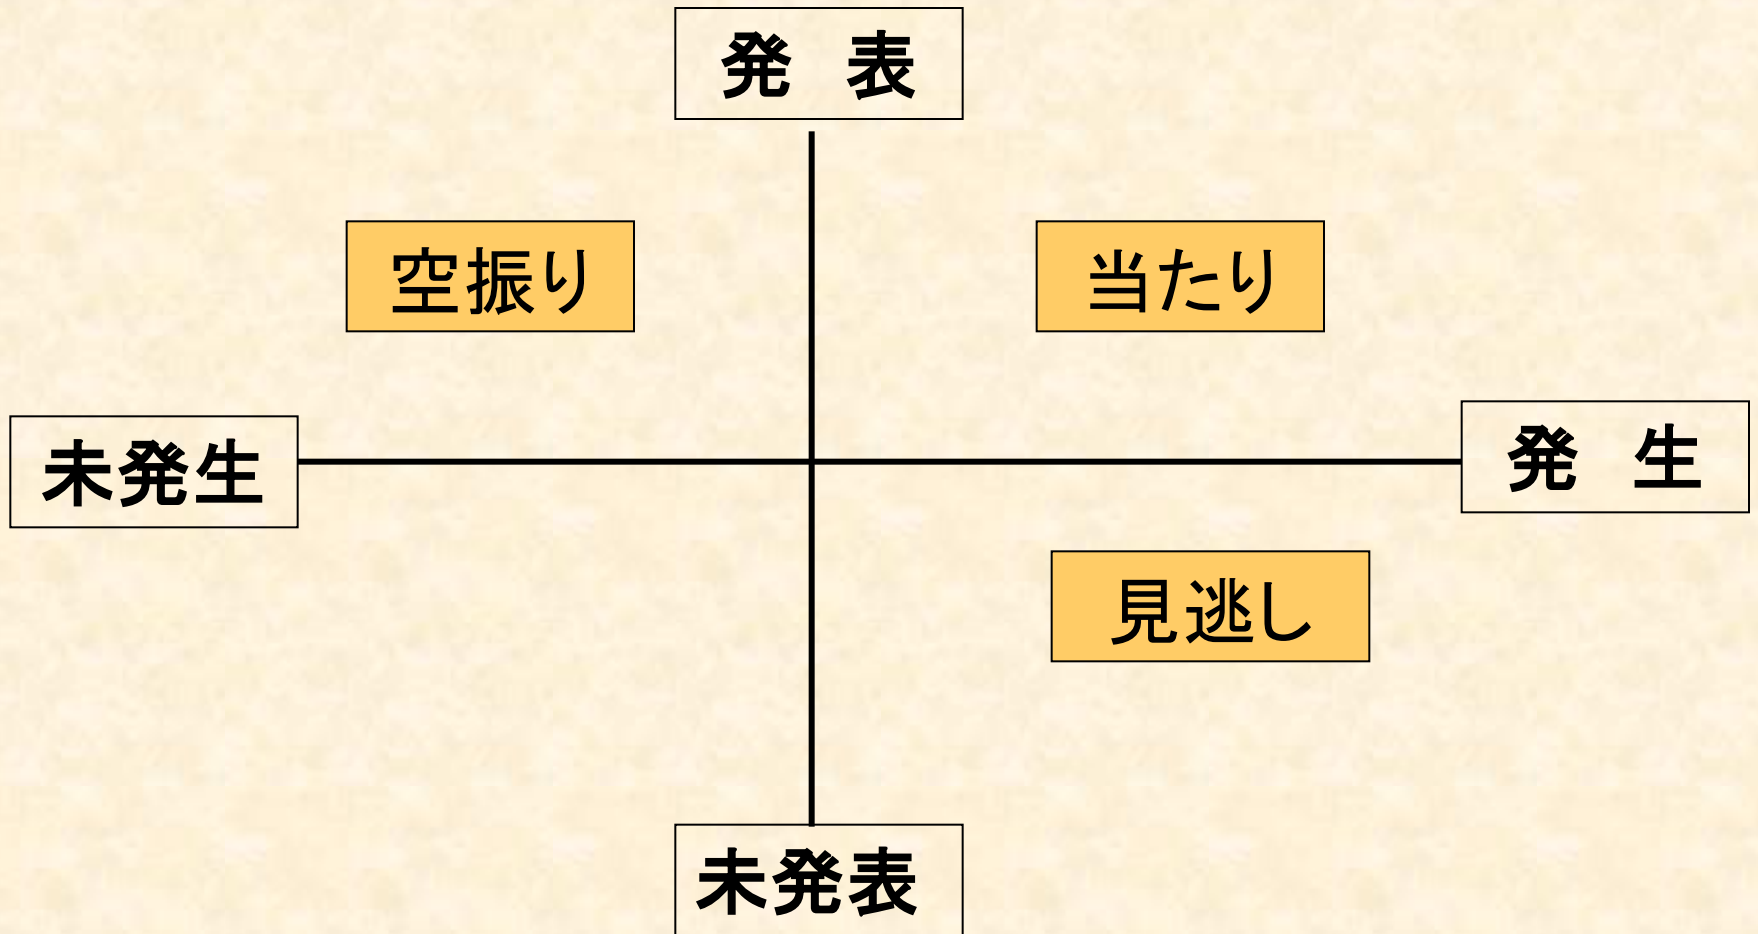 発　表
空振り
当たり
未発生
発　生
見逃し
未発表